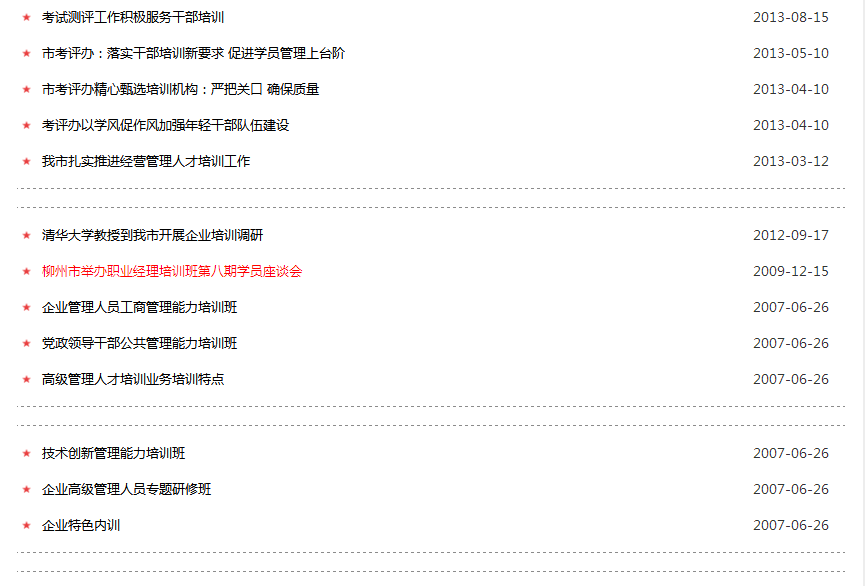 考试测评工作积极服务干部培训 2013-08-15
市考评办：落实干部培训新要求 促进学员管理上台阶 2013-05-10
市考评办精心甄选培训机构：严把关口 确保质量 2013-04-10
考评办以学风促作风加强年轻干部队伍建设 2013-04-10
我市扎实推进经营管理人才培训工作 2013-03-12
清华大学教授到我市开展企业培训调研 2012-09-17
柳州市举办职业经理培训班第八期学员座谈会 2009-12-15
企业管理人员工商管理能力培训班 2007-06-26
党政领导干部公共管理能力培训班 2007-06-26
高级管理人才培训业务培训特点 2007-06-26
技术创新管理能力培训班 2007-06-26
企业高级管理人员专题研修班 2007-06-26
企业特色内训 2007-06-26